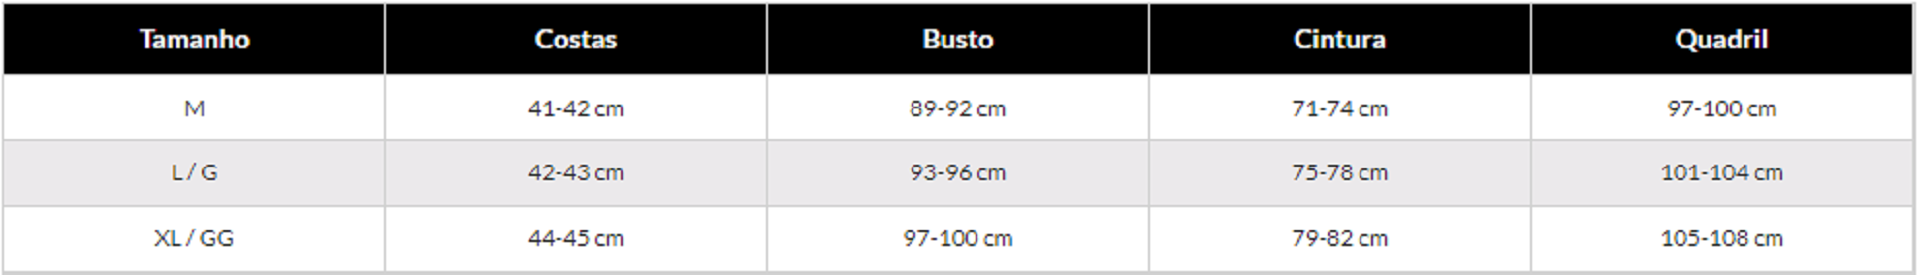 Tamanho Costas Busto Cintura Quadril
M 41-42 cm 89-92 cm 71-74 cm 97-100 cm
L / G 42-43 cm 93-96 cm 75-78 cm 101-104 cm
XL / GG 44-45 cm 97-100 cm 79-82 cm 105-108 cm